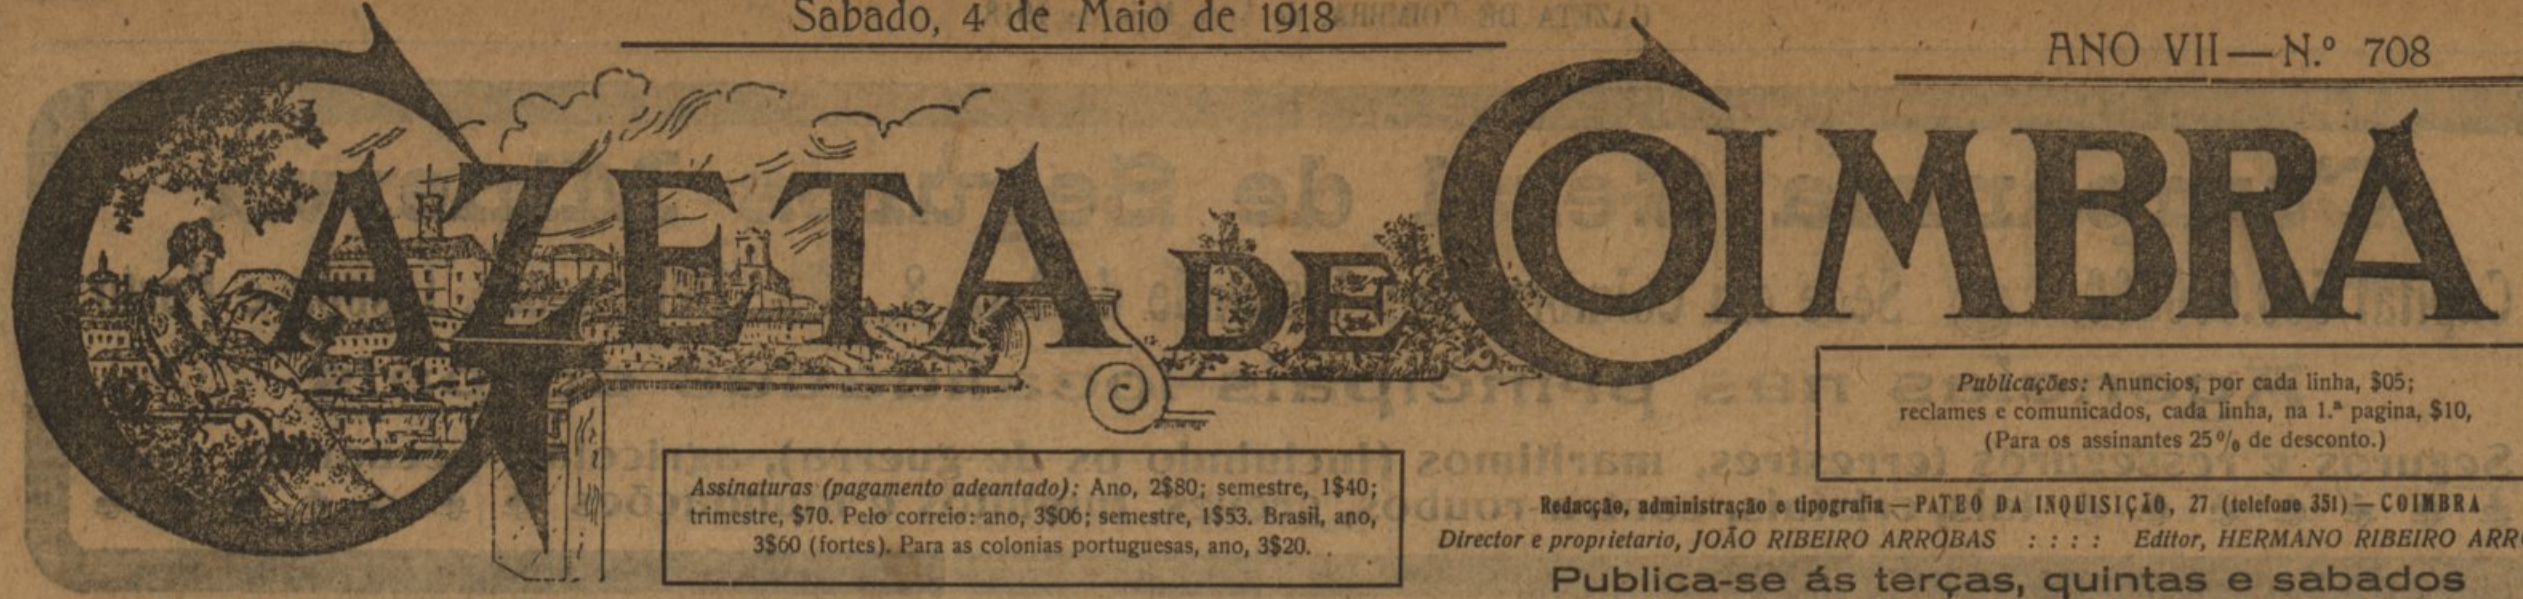 Sabado, 4 de Maio de 1918
ANO VII—N.º 708
GAZETA DE COIMBRA
Publicações: Anuncios, por cada linha, $05;
reclames e comunicados, cada linha, na 1.ª pagina, $10,
(Para os assinantes 25% de desconto.)
Assinaturas (pagamento adeantado): Ano, 2$80; semestre, 1$40;
trimestre, $70. Pelo correio: ano, 3$06; semestre, 1$53. Brasil, ano,
3$60 (fortes). Para as colonias portuguesas, ano, 3$20.
Redacção, administração e tipografia—PATEO DA INQUISIÇÃO, 27 (telefone 351)—COIMBRA
Director e proprietario, JOÃO RIBEIRO ARROBAS : : : : Editor, HERMANO RIBEIRO
Publica-se ás terças, quintas e sabados